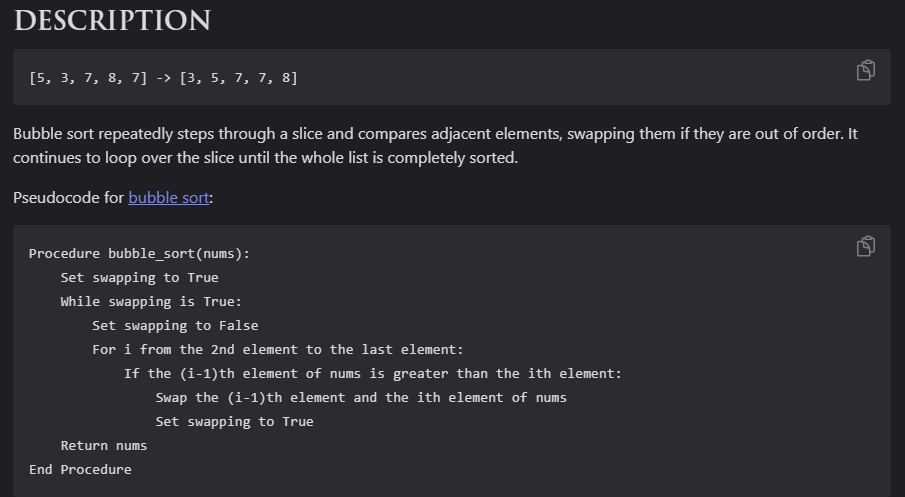 DESCRIPTION
[5, 3, 7, 8, 7] -> [3, 5, 7, 7, 8]
Bubble sort repeatedly steps through a slice and compares adjacent elements, swapping them if they are out of order. It
continues to loop over the slice until the whole list is completely sorted.
Pseudocode for bubble sort:
Procedure bubble_sort(nums):
    Set swapping to True
    While swapping is True:
        Set swapping to False
        For i from the 2nd element to the last element:
            If the (i-1)th element of nums is greater than the ith element:
                Swap the (i-1)th element and the ith element of nums
                Set swapping to True
    Return nums
End Procedure